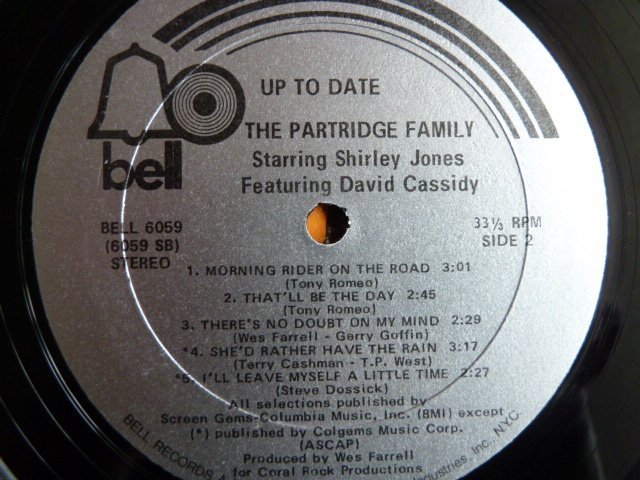 UP TO DATE
THE PARTRIDGE FAMILY
Starring Shirley Jones
Featuring David Cassidy
bell
BELL 6059
(6059 SB)
STEREO
33⅓ RPM
SIDE 2
1. MORNING RIDER ON THE ROAD 3:01
(Tony Romeo)
2. THAT'LL BE THE DAY 2:45
(Tony Romeo)
3. THERE'S NO DOUBT ON MY MIND 2:29
(Wes Farrell - Gerry Goffin)
*4. SHE'D RATHER HAVE THE RAIN 3:17
(Terry Cashman - T.P. West)
*5. I'LL LEAVE MYSELF A LITTLE TIME 2:27
(Steve Dossick)
All selections published by
Screen Gems-Columbia Music, Inc. (BMI) except
(*) published by Colgems Music Corp.
(ASCAP)
Produced by Wes Farrell
for Coral Rock Productions
BELL RECORDS
Industries, Inc., N.Y.C.